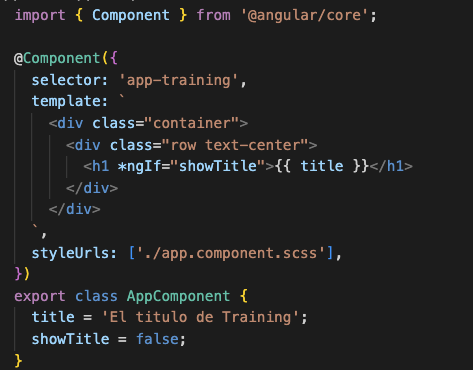 import { Component } from '@angular/core';
@Component({
selector: 'app-training',
template: `
<div class="container">
<div class="row text-center">
<h1 *ngIf="showTitle">{{ title }}</h1>
</div>
</div>
`,
styleUrls: ['./app.component.scss'],
})
export class AppComponent {
title = 'El titulo de Training';
showTitle = false;
}